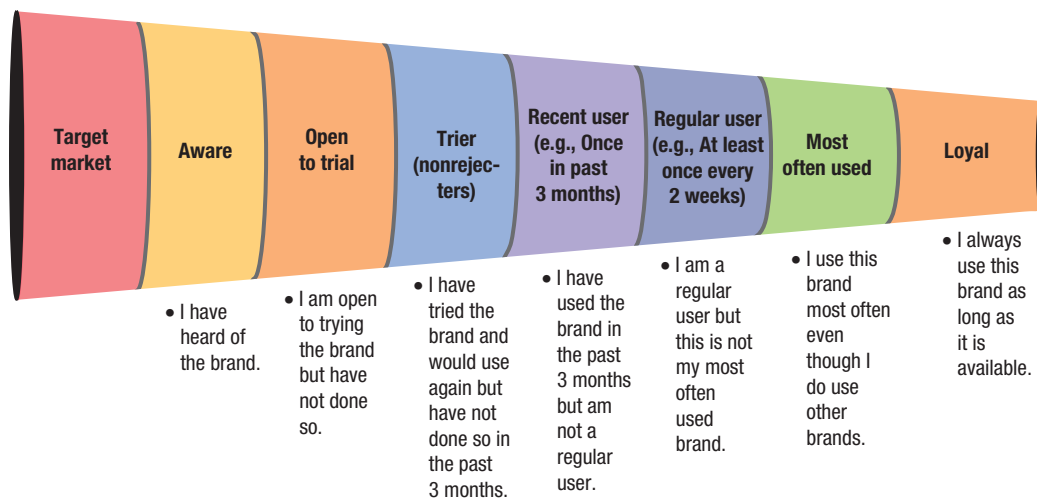 Target
market
Aware
Open
to trial
Trier
(nonrejec-
ters)
Recent user
(e.g., Once
in past
3 months)
Regular user
(e.g., At least
once every
2 weeks)
Most
often used
Loyal
• I have
heard of
the brand.
• I am open
to trying
the brand
but have
not done
so.
• I have
tried the
brand and
would use
again but
have not
done so in
the past
3 months.
• I have
used the
brand in
the past
3 months
but am
not a
regular
user.
• I am a
regular
user but
this is not
my most
often
used
brand.
• I use this
brand
most often
even
though I
do use
other
brands.
• I always
use this
brand as
long as
it is
available.